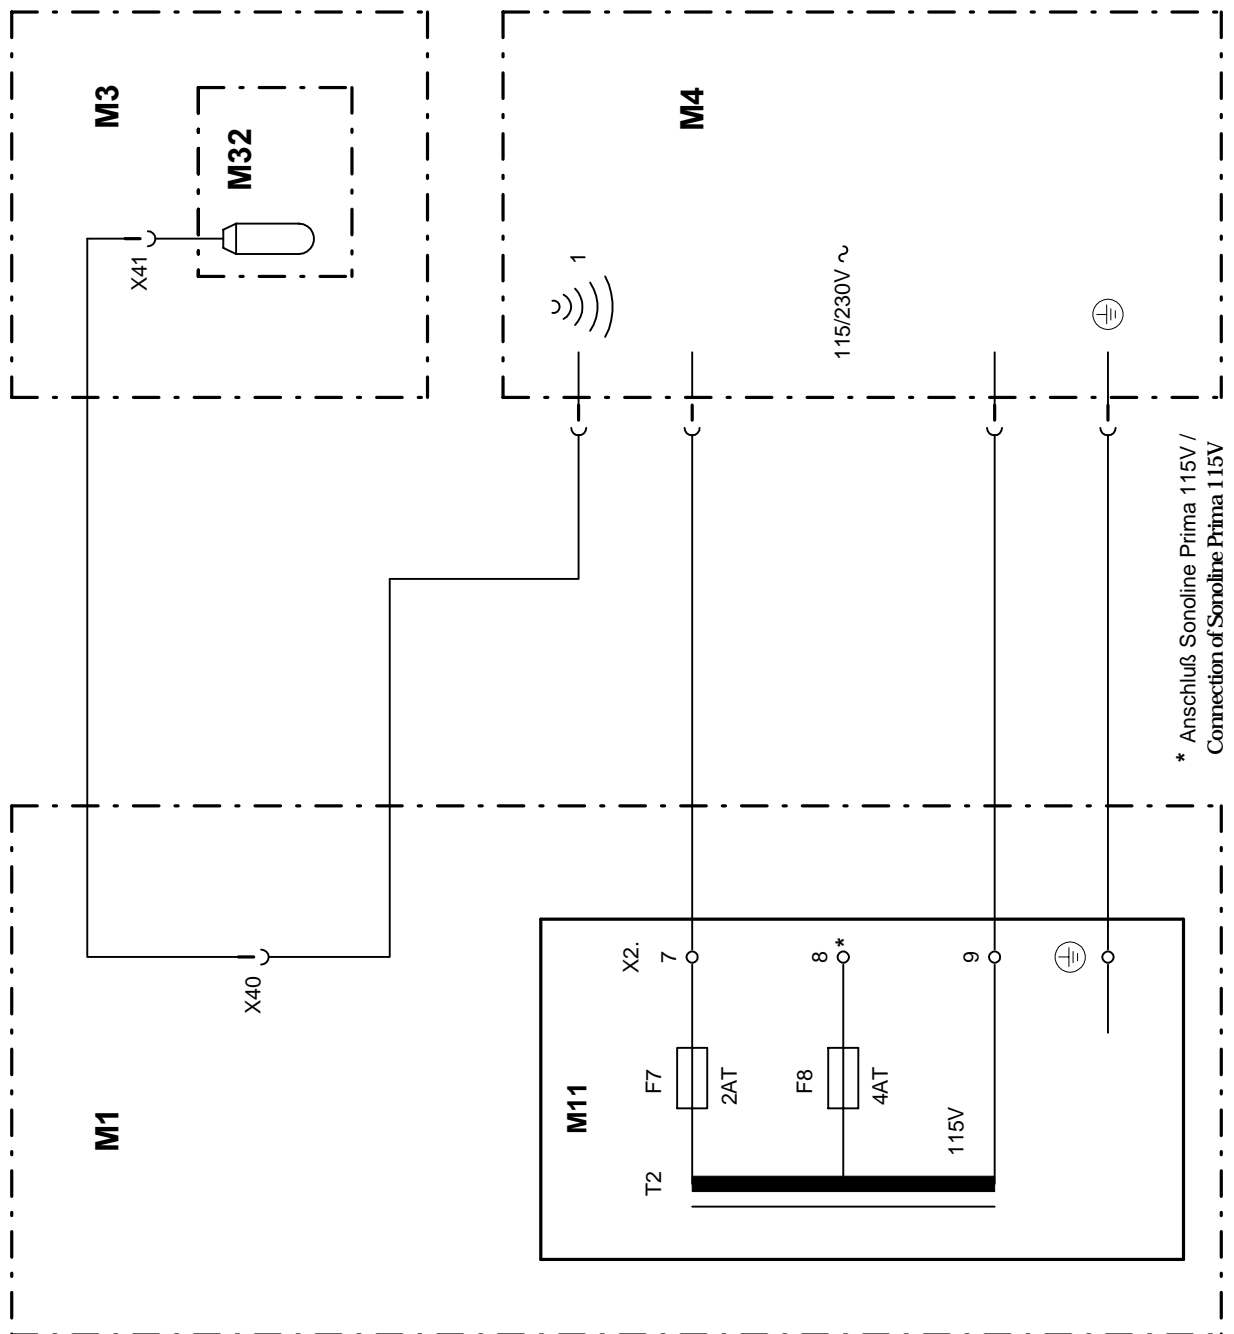 M3
M32
X41
M4
1
115/230V ~
* Anschluß Sonoline Prima 115V /
Connection of Sonoline Prima 115V
M1
X40
M11
X2.
7
8 *
9
F7
2AT
F8
4AT
T2
115V